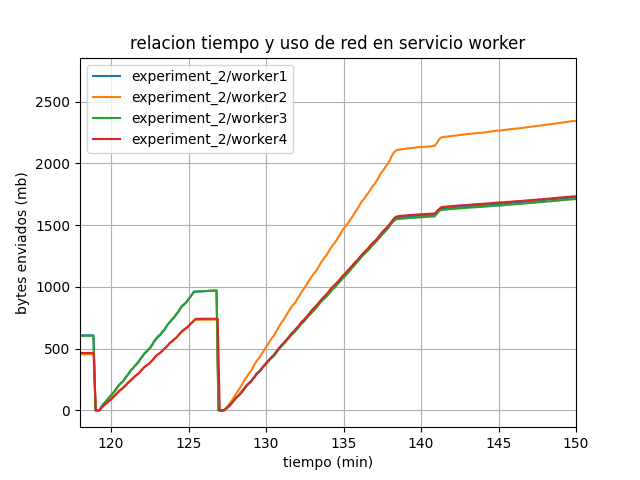 relacion tiempo y uso de red en servicio worker
experiment_2/worker1
experiment_2/worker2
experiment_2/worker3
experiment_2/worker4
bytes enviados (mb)
2500
2000
1500
1000
500
0
120 125 130 135 140 145 150
tiempo (min)